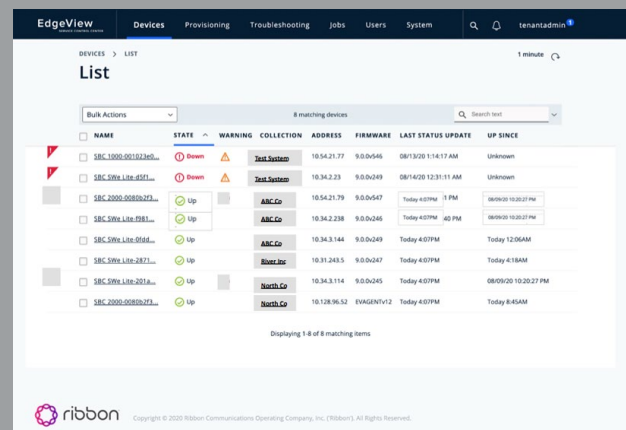 EdgeView Devices Provisioning Troubleshooting Jobs Users System tenantadmin 1
SERVICE CONTROL CENTER
DEVICES > LIST 1 minute
List
Bulk Actions 8 matching devices Search text
NAME STATE WARNING COLLECTION ADDRESS FIRMWARE LAST STATUS UPDATE UP SINCE
SBC 1000-001023e0... Down Test System 10.54.21.77 9.0.0v546 08/13/20 1:14:17 AM Unknown
SBC SWe Lite-d5f1... Down Test System 10.34.2.23 9.0.0v249 08/14/20 12:31:11 AM Unknown
SBC 2000-0080b2f3... Up ABC Co 10.54.21.79 9.0.0v547 Today 4:07PM 1 PM 08/09/20 10:20:27 PM
SBC SWe Lite-f981... Up ABC Co 10.34.2.238 9.0.0v246 Today 4:07PM 40 PM 08/09/20 10:20:27 PM
SBC SWe Lite-0fdd... Up ABC Co 10.34.3.144 9.0.0v249 Today 4:07PM Today 12:06AM
SBC SWe Lite-2871... Up River Inc 10.31.243.5 9.0.0v247 Today 4:07PM Today 4:18AM
SBC SWe Lite-201a... Up North Co 10.34.3.114 9.0.0v245 Today 4:07PM 08/09/20 10:20:27 PM
SBC 2000-0080b2f3... Up North Co 10.128.96.52 EVAGENTv12 Today 4:07PM Today 8:45AM
Displaying 1-8 of 8 matching items
ribbon Copyright © 2020 Ribbon Communications Operating Company, Inc. ("Ribbon"). All Rights Reserved.